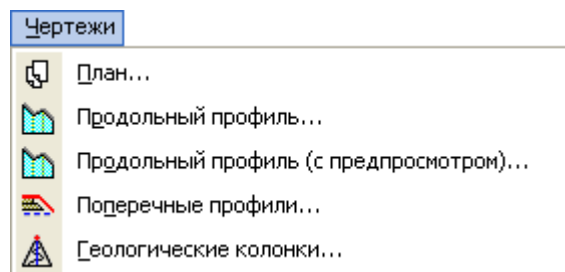 Чертежи
План...
Продольный профиль...
Продольный профиль (с предпросмотром)...
Поперечные профили...
Геологические колонки...